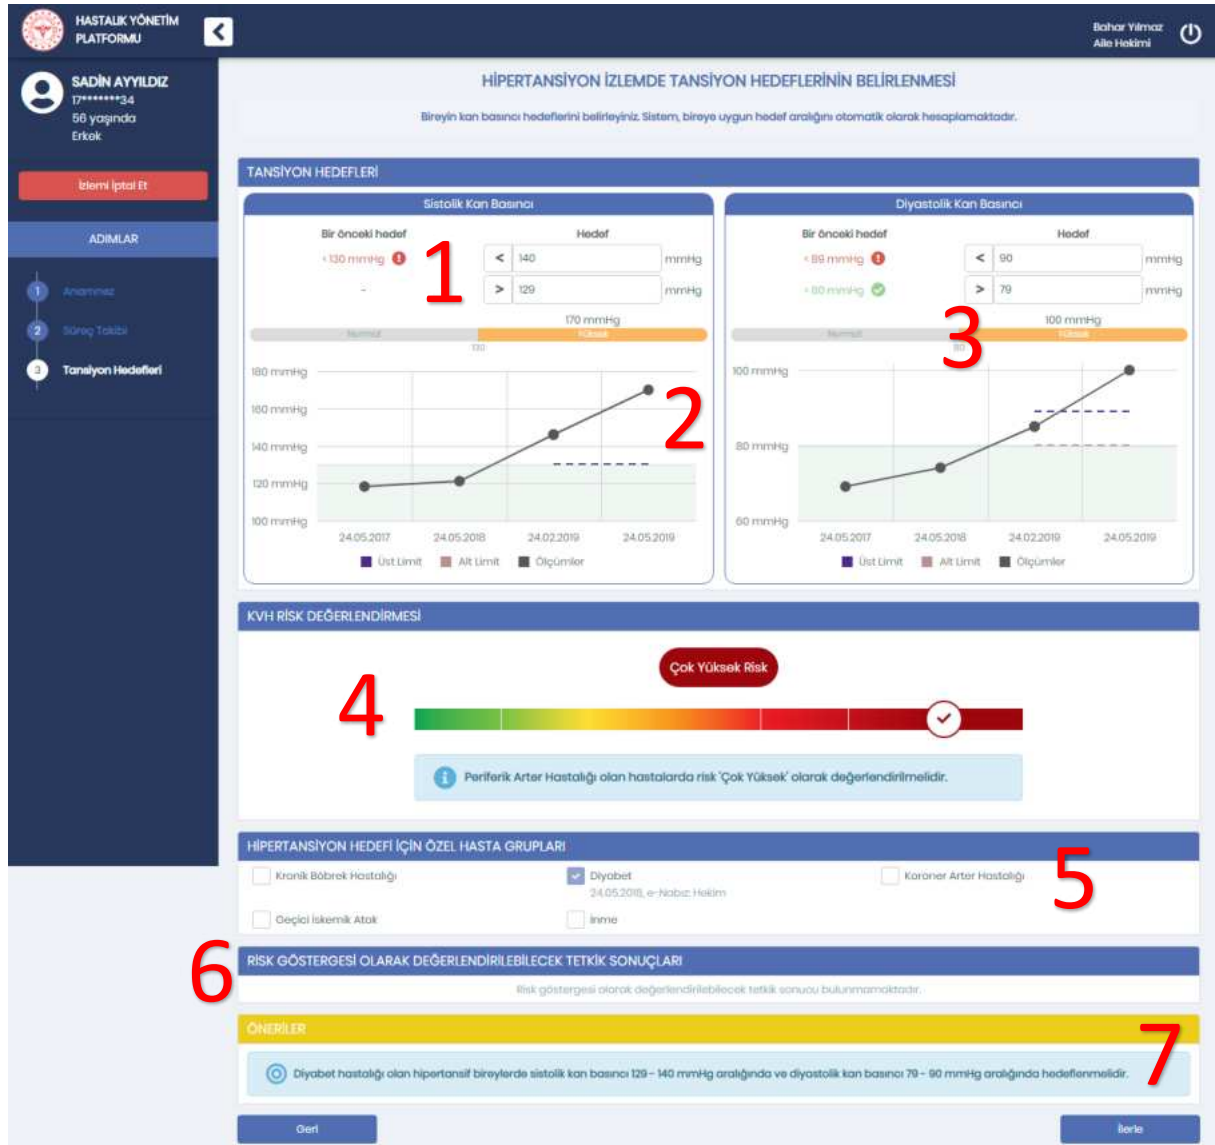 HASTALIK YÖNETİM
PLATFORMU
Bahar Yılmaz
Aile Hekimi
SADİN AYYILDIZ
17*******34
56 yaşında
Erkek
İzlemi İptal Et
ADIMLAR
1 Anamnez
2 Süreç Takibi
3 Tansiyon Hedefleri
HİPERTANSİYON İZLEMDE TANSİYON HEDEFLERİNİN BELİRLENMESİ
Bireyin kan basıncı hedeflerini belirleyiniz. Sistem, bireye uygun hedef aralığını otomatik olarak hesaplamaktadır.
TANSİYON HEDEFLERİ
Sistolik Kan Basıncı
Bir önceki hedef Hedef
<130 mmHg < 140 mmHg
1
- > 129 mmHg
170 mmHg
Normal Yüksek
130
180 mmHg
160 mmHg
2
140 mmHg
120 mmHg
100 mmHg
24.05.2017 24.05.2018 24.02.2019 24.05.2019
Üst Limit Alt Limit Ölçümler
Diyastolik Kan Basıncı
Bir önceki hedef Hedef
<89 mmHg < 90 mmHg
>80 mmHg > 79 mmHg
3
100 mmHg
Normal Yüksek
80
100 mmHg
80 mmHg
60 mmHg
24.05.2017 24.05.2018 24.02.2019 24.05.2019
Üst Limit Alt Limit Ölçümler
KVH RİSK DEĞERLENDİRMESİ
Çok Yüksek Risk
4
Periferik Arter Hastalığı olan hastalarda risk 'Çok Yüksek' olarak değerlendirilmelidir.
HİPERTANSİYON HEDEFİ İÇİN ÖZEL HASTA GRUPLARI
Kronik Böbrek Hastalığı Diyabet Koroner Arter Hastalığı
24.05.2018, e-Nabız: Hekim
5
Geçici İskemik Atak İnme
6
RİSK GÖSTERGESİ OLARAK DEĞERLENDİRİLEBİLECEK TETKİK SONUÇLARI
Risk göstergesi olarak değerlendirilebilecek tetkik sonucu bulunmamaktadır.
ÖNERİLER
7
Diyabet hastalığı olan hipertansif bireylerde sistolik kan basıncı 129 - 140 mmHg aralığında ve diyastolik kan basıncı 79 - 90 mmHg aralığında hedeflenmelidir.
Geri İlerle